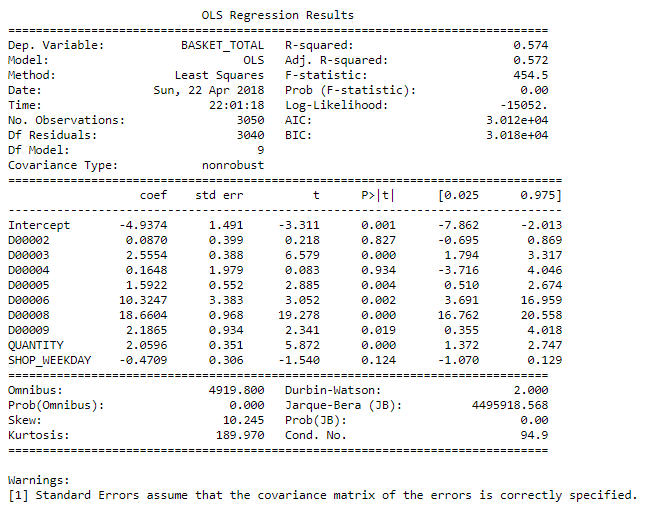 OLS Regression Results
==============================================================================
Dep. Variable: BASKET_TOTAL R-squared: 0.574
Model: OLS Adj. R-squared: 0.572
Method: Least Squares F-statistic: 454.5
Date: Sun, 22 Apr 2018 Prob (F-statistic): 0.00
Time: 22:01:18 Log-Likelihood: -15052.
No. Observations: 3050 AIC: 3.012e+04
Df Residuals: 3040 BIC: 3.018e+04
Df Model: 9
Covariance Type: nonrobust
================================================================================
coef std err t P>|t| [0.025 0.975]
--------------------------------------------------------------------------------
Intercept -4.9374 1.491 -3.311 0.001 -7.862 -2.013
D00002 0.0870 0.399 0.218 0.827 -0.695 0.869
D00003 2.5554 0.388 6.579 0.000 1.794 3.317
D00004 0.1648 1.979 0.083 0.934 -3.716 4.046
D00005 1.5922 0.552 2.885 0.004 0.510 2.674
D00006 10.3247 3.383 3.052 0.002 3.691 16.959
D00008 18.6604 0.968 19.278 0.000 16.762 20.558
D00009 2.1865 0.934 2.341 0.019 0.355 4.018
QUANTITY 2.0596 0.351 5.872 0.000 1.372 2.747
SHOP_WEEKDAY -0.4709 0.306 -1.540 0.124 -1.070 0.129
==============================================================================
Omnibus: 4919.800 Durbin-Watson: 2.000
Prob(Omnibus): 0.000 Jarque-Bera (JB): 4495918.568
Skew: 10.245 Prob(JB): 0.00
Kurtosis: 189.970 Cond. No. 94.9
==============================================================================
Warnings:
[1] Standard Errors assume that the covariance matrix of the errors is correctly specified.